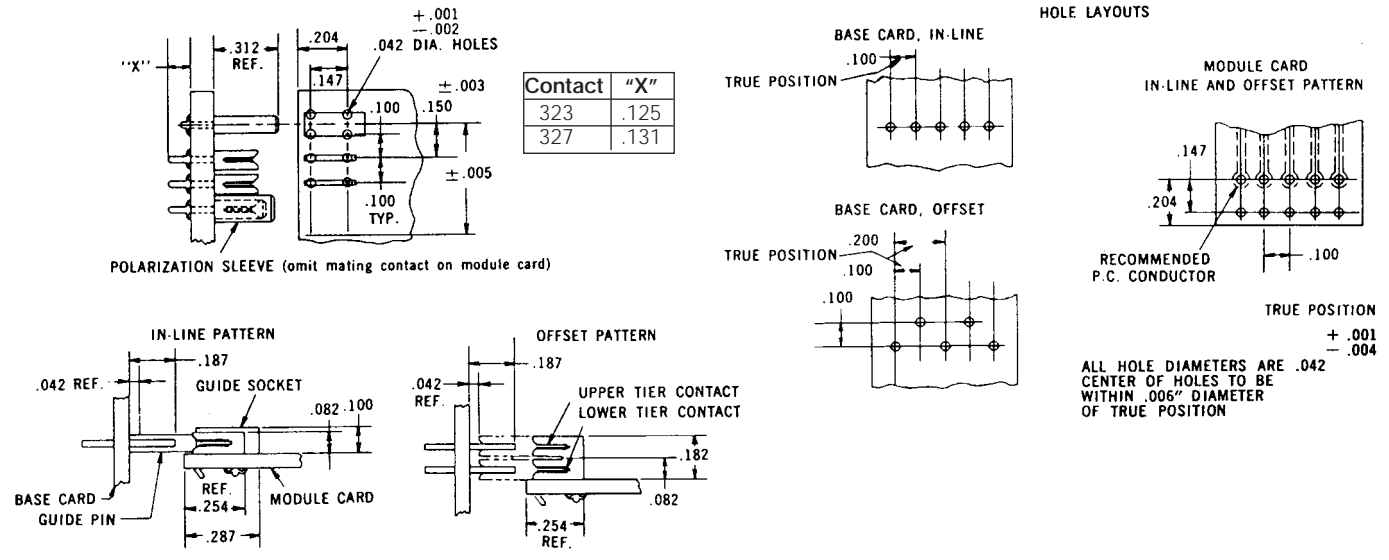 + .001
− .002
.204
.042 DIA. HOLES
.312
REF.
"X"
.147
± .003
.100
.150
± .005
.100
TYP.
POLARIZATION SLEEVE (omit mating contact on module card)
Contact "X"
323 .125
327 .131
HOLE LAYOUTS
BASE CARD, IN-LINE
.100
TRUE POSITION
MODULE CARD
IN-LINE AND OFFSET PATTERN
.147
.204
RECOMMENDED
P.C. CONDUCTOR
.100
BASE CARD, OFFSET
.200
TRUE POSITION
.100
.100
TRUE POSITION
+ .001
− .004
ALL HOLE DIAMETERS ARE .042
CENTER OF HOLES TO BE
WITHIN .006" DIAMETER
OF TRUE POSITION
IN-LINE PATTERN
.187
.042 REF.
GUIDE SOCKET
.082 .100
BASE CARD
GUIDE PIN
REF.
.254
MODULE CARD
.287
OFFSET PATTERN
.187
.042
REF.
UPPER TIER CONTACT
LOWER TIER CONTACT
.182
.082
.254
REF.